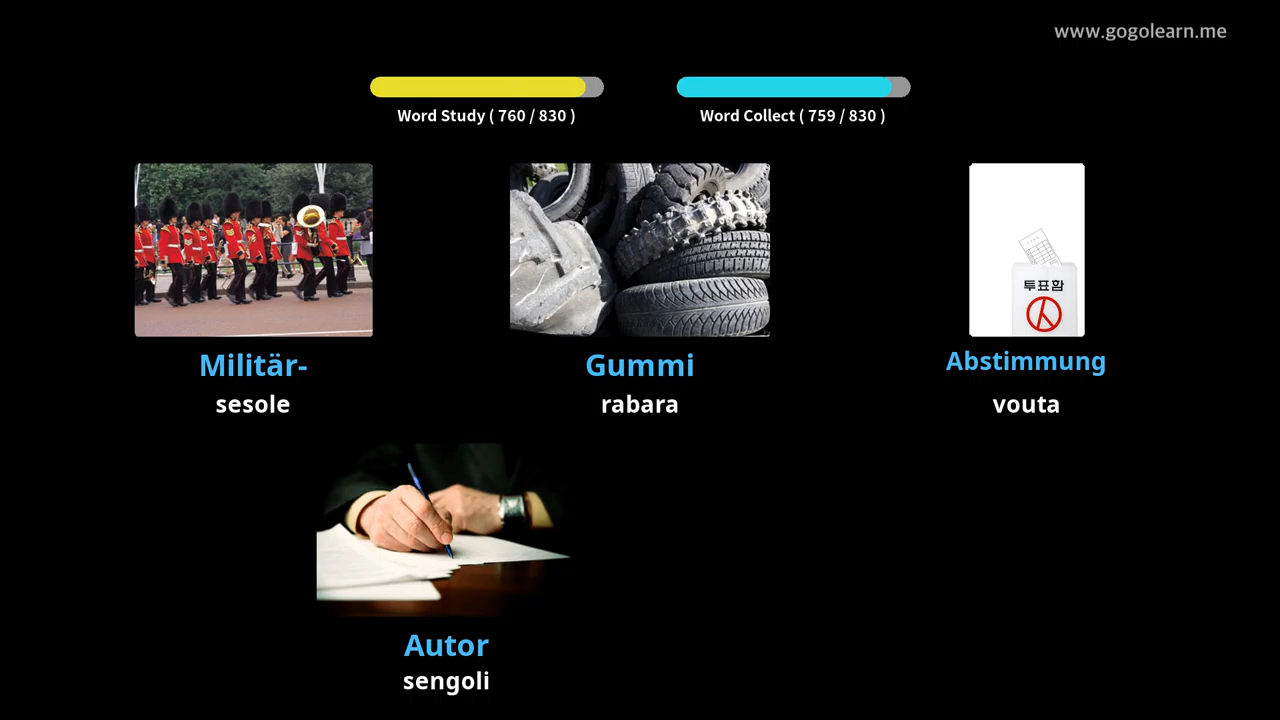 www.gogolearn.me
Word Study ( 760 / 830 )
Word Collect ( 759 / 830 )
투표함
Militär-
sesole
Gummi
rabara
Abstimmung
vouta
Autor
sengoli